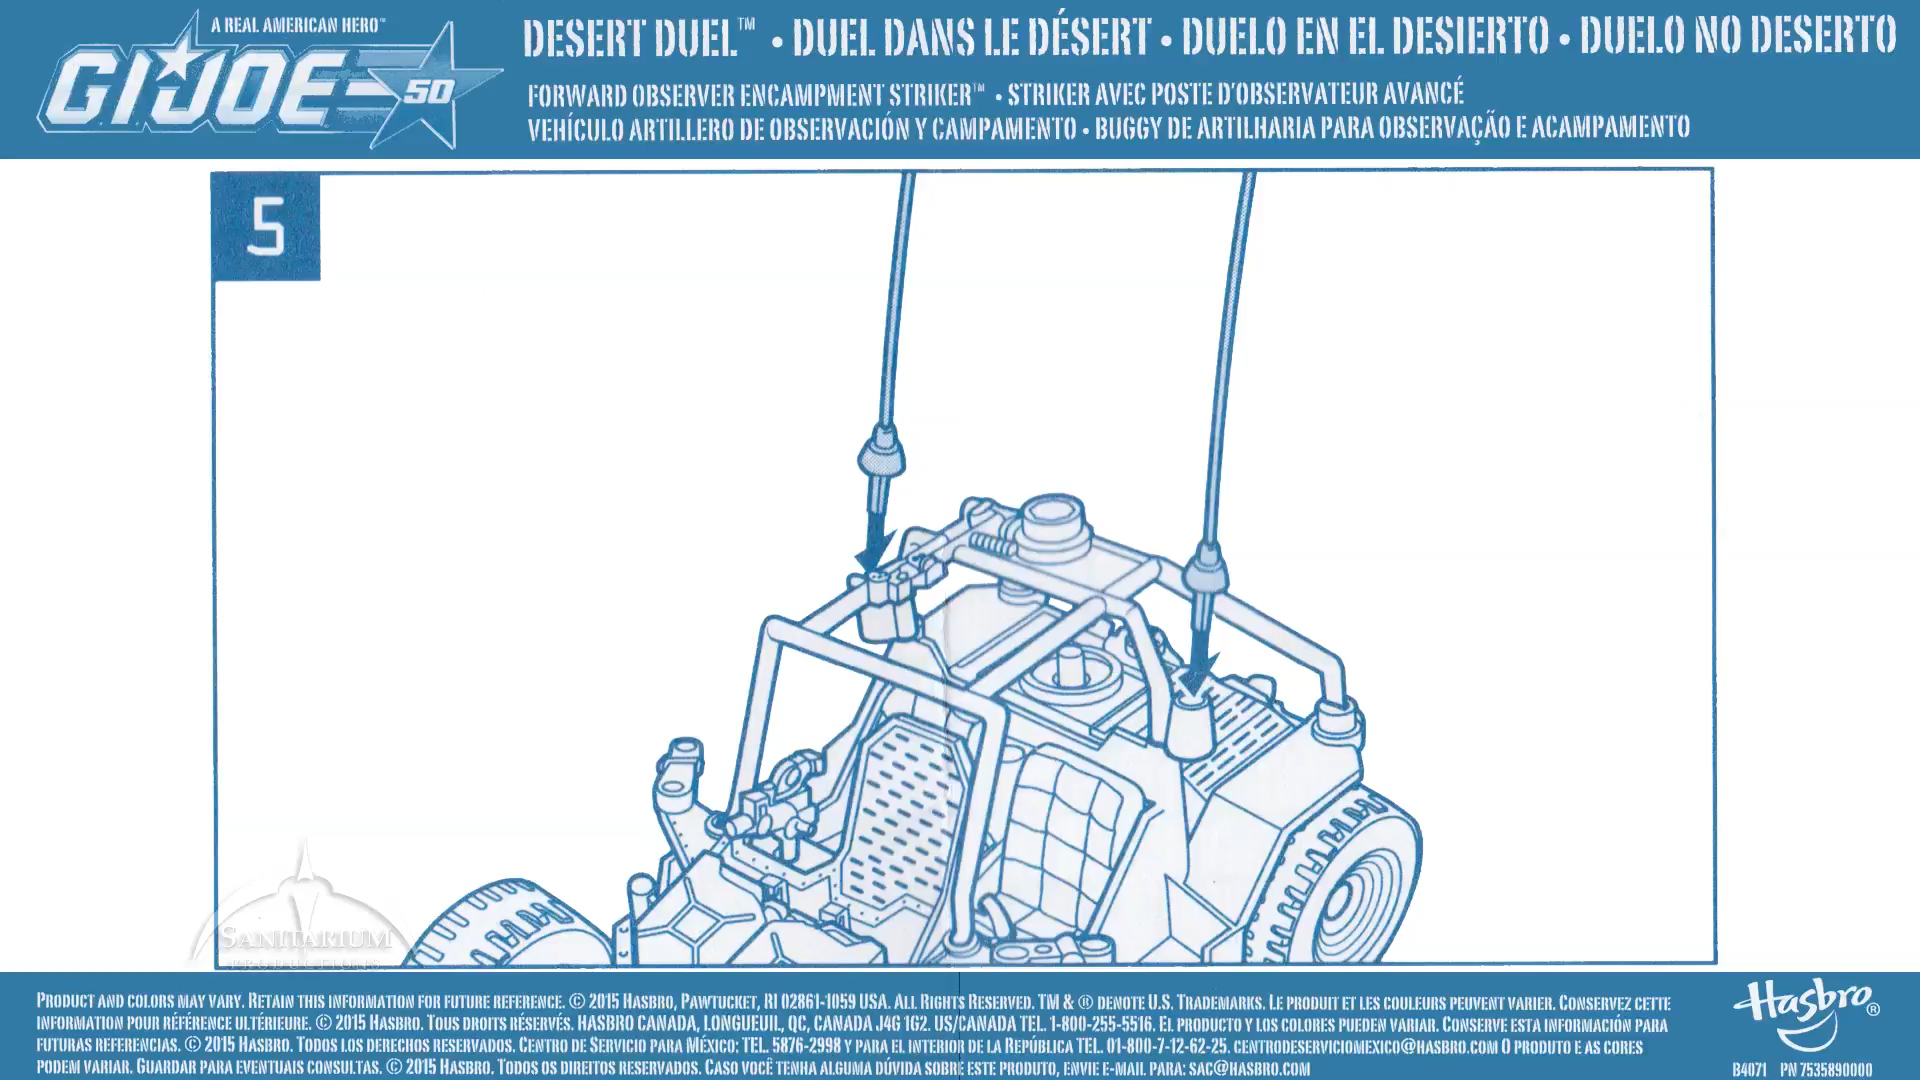 A REAL AMERICAN HERO™
G.I. JOE 50
DESERT DUEL™ • DUEL DANS LE DÉSERT • DUELO EN EL DESIERTO • DUELO NO DESERTO
FORWARD OBSERVER ENCAMPMENT STRIKER™ • STRIKER AVEC POSTE D'OBSERVATEUR AVANCÉ
VEHÍCULO ARTILLERO DE OBSERVACIÓN Y CAMPAMENTO • BUGGY DE ARTILHARIA PARA OBSERVAÇÃO E ACAMPAMENTO
5
SANITARIUM
PRODUCTIONS
PRODUCT AND COLORS MAY VARY. RETAIN THIS INFORMATION FOR FUTURE REFERENCE. © 2015 HASBRO, PAWTUCKET, RI 02861-1059 USA. ALL RIGHTS RESERVED. TM & ® DENOTE U.S. TRADEMARKS. LE PRODUIT ET LES COULEURS PEUVENT VARIER. CONSERVEZ CETTE
INFORMATION POUR RÉFÉRENCE ULTÉRIEURE. © 2015 HASBRO. TOUS DROITS RÉSERVÉS. HASBRO CANADA, LONGUEUIL, QC, CANADA J4G 1G2. US/CANADA TEL. 1-800-255-5516. EL PRODUCTO Y LOS COLORES PUEDEN VARIAR. CONSERVE ESTA INFORMACIÓN PARA
FUTURAS REFERENCIAS. © 2015 HASBRO. TODOS LOS DERECHOS RESERVADOS. CENTRO DE SERVICIO PARA MÉXICO: TEL. 5876-2998 Y PARA EL INTERIOR DE LA REPÚBLICA TEL. 01-800-7-12-62-25. CENTRODESERVICIOMEXICO@HASBRO.COM O PRODUTO E AS CORES
PODEM VARIAR. GUARDAR PARA EVENTUAIS CONSULTAS. © 2015 HASBRO. TODOS OS DIREITOS RESERVADOS. CASO VOCÊ TENHA ALGUMA DÚVIDA SOBRE ESTE PRODUTO, ENVIE E-MAIL PARA: SAC@HASBRO.COM
Hasbro®
B4071 PN 7535890000